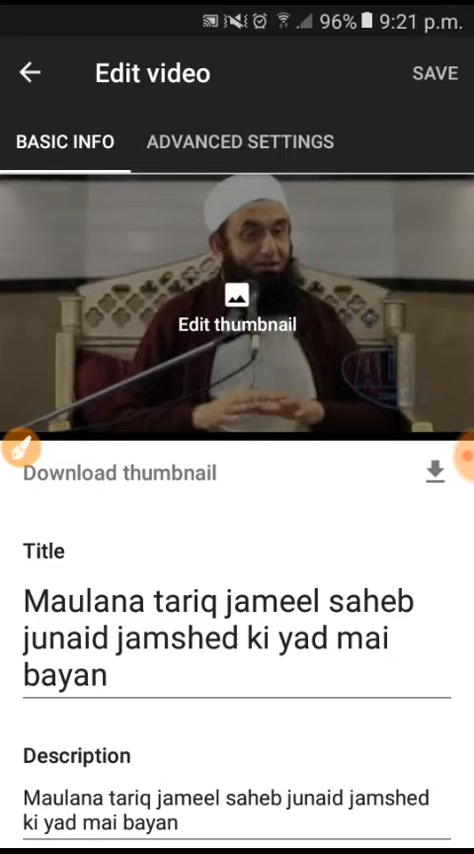 96% 9:21 p.m.
Edit video SAVE
BASIC INFO ADVANCED SETTINGS
Edit thumbnail
Download thumbnail
Title
Maulana tariq jameel saheb
junaid jamshed ki yad mai
bayan
Description
Maulana tariq jameel saheb junaid jamshed
ki yad mai bayan